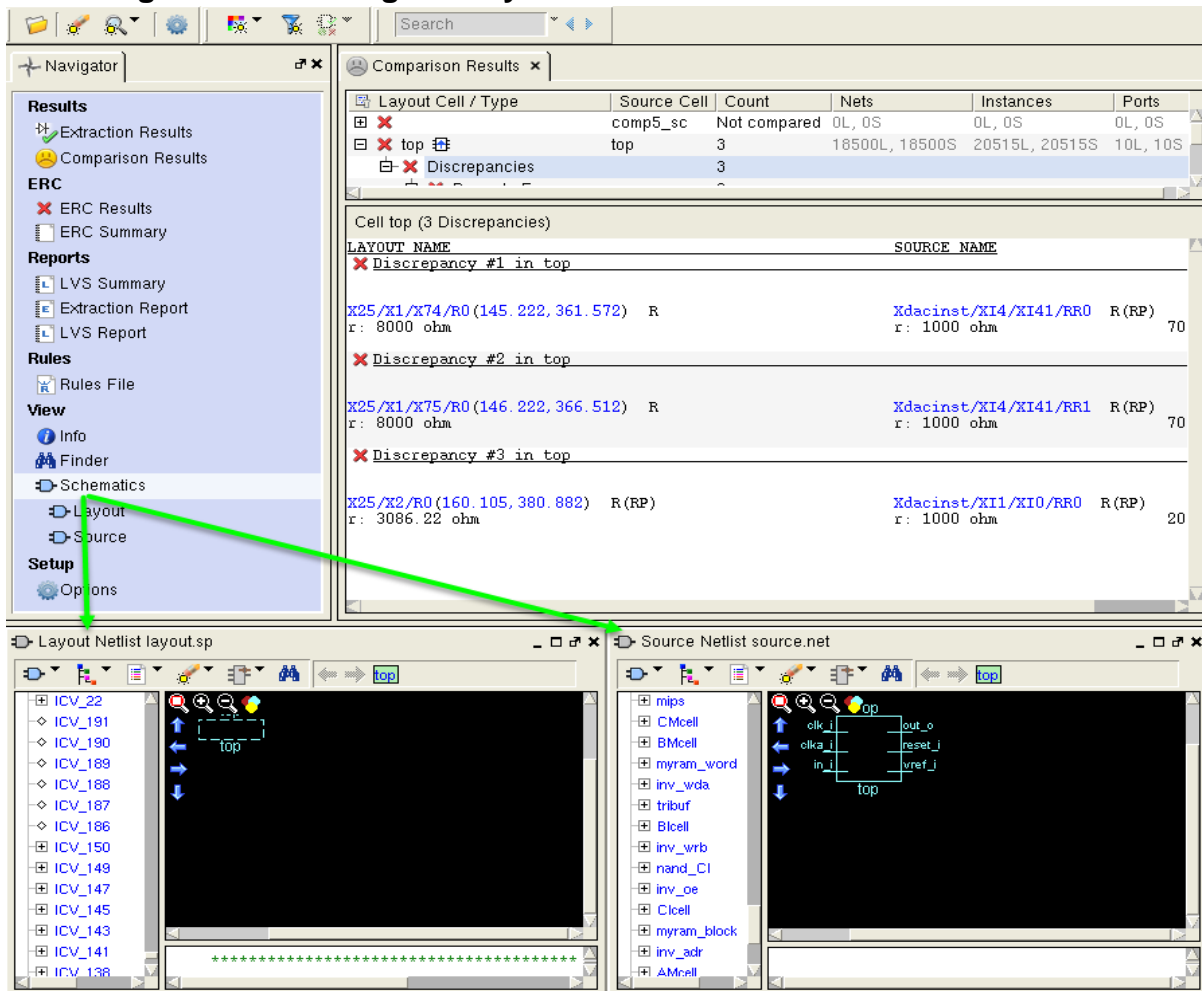 Search
Navigator
Results
Extraction Results
Comparison Results
ERC
ERC Results
ERC Summary
Reports
LVS Summary
Extraction Report
LVS Report
Rules
Rules File
View
Info
Finder
Schematics
Layout
Source
Setup
Options
Comparison Results
Layout Cell / Type Source Cell Count Nets Instances Ports
comp5_sc Not compared 0L, 0S 0L, 0S 0L, 0S
top top 3 18500L, 18500S 20515L, 20515S 10L, 10S
Discrepancies 3
Cell top (3 Discrepancies)
LAYOUT NAME SOURCE NAME
Discrepancy #1 in top
X25/X1/X74/R0(145.222,361.572) R Xdacinst/XI4/XI41/RR0 R(RP)
r: 8000 ohm r: 1000 ohm 70
Discrepancy #2 in top
X25/X1/X75/R0(146.222,366.512) R Xdacinst/XI4/XI41/RR1 R(RP)
r: 8000 ohm r: 1000 ohm 70
Discrepancy #3 in top
X25/X2/R0(160.105,380.882) R(RP) Xdacinst/XI1/XI0/RR0 R(RP)
r: 3086.22 ohm r: 1000 ohm 20
Layout Netlist layout.sp
top
ICV_22
ICV_191
ICV_190
ICV_189
ICV_188
ICV_187
ICV_186
ICV_150
ICV_149
ICV_147
ICV_145
ICV_143
ICV_141
ICV_138
top
****************************************
Source Netlist source.net
top
mips
CMcell
BMcell
myram_word
inv_wda
tribuf
BIcell
inv_wrb
nand_CI
inv_oe
CIcell
myram_block
inv_adr
AMcell
clk_i out_o
clka_i reset_i
in_i vref_i
top